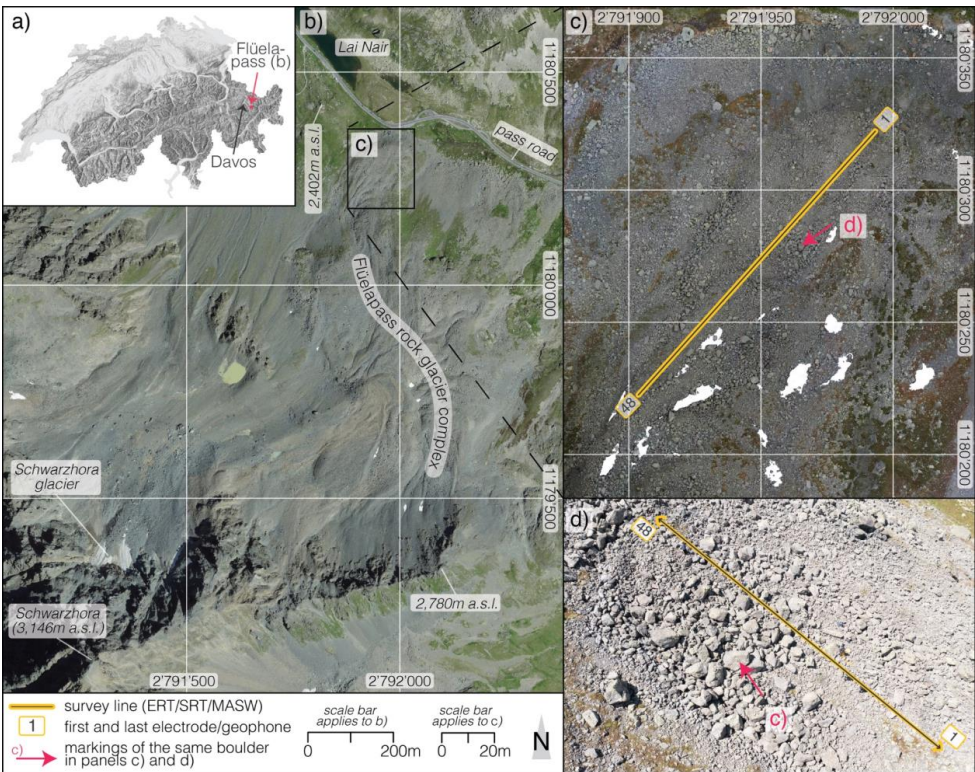 a)
Flüela-
pass (b)
Davos
b)
Lai Nair
1'180'500
2,402m a.s.l.
c)
pass road
1'180'000
Flüelapass rock glacier complex
1179'500
Schwarzhora
glacier
2,780m a.s.l.
Schwarzhora
(3,146m a.s.l.)
2'791'500
2'792'000
c)
2'791'900
2'791'950
2'792'000
1'180'350
1
1'180'300
d)
1'180'250
48
1'180'200
d)
48
c)
1
survey line (ERT/SRT/MASW)
1
first and last electrode/geophone
c)
markings of the same boulder
in panels c) and d)
scale bar
applies to b)
0
200m
scale bar
applies to c)
0
20m
N